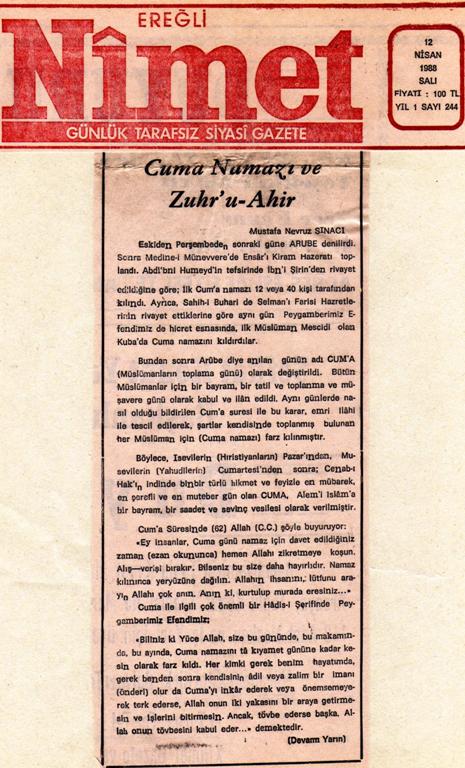 EREĞLİ
Nîmet
GÜNLÜK TARAFSIZ SİYASÎ GAZETE
12
NİSAN
1988
SALI
FİYATI : 100 TL
YIL 1 SAYI 244
Cuma Namazı ve
Zuhr'u-Ahir
Mustafa Nevruz SINACI
Eskiden Perşembeden sonraki güne ARUBE denilirdi.
Sonra Medine-i Münevvere'de Ensâr'ı Kiram Hazeratı top-
landı. Abdi'bni Humeyd'in tefsirinde İbn'i Şirin'den rivayet
edildiğine göre; İlk Cum'a namazı 12 veya 40 kişi tarafından
kılındı. Ayrıca, Sahih-i Buhari de Selman'ı Farisi Hazretle-
rinin rivayet ettiklerine göre aynı gün Peygamberimiz E-
fendimiz de hicret esnasında, ilk Müslüman Mescidi olan
Kuba'da Cuma namazını kıldırdılar.
Bundan sonra Arûbe diye anılan günün adı CUM'A
(Müslümanların toplama günü) olarak değiştirildi. Bütün
Müslümanlar için bir bayram, bir tatil ve toplanma ve mü-
şavere günü olarak kabul ve ilân edildi. Aynı günlerde na-
sıl olduğu bildirilen Cum'a suresi ile bu karar, emri ilâhi
ile tescil edilerek, şartlar kendisinde toplanmış bulunan
her Müslüman için (Cuma namazı) farz kılınmıştır.
Böylece, İsevilerin (Hıristiyanların) Pazar'ından, Mu-
sevilerin (Yahudilerin) Cumartesi'nden sonra; Cenab-ı
Hak'ın indinde binbir türlü hikmet ve feyizle en mübarek,
en şerefli ve en muteber gün olan CUMA, Alem'i İslâm'a
bir bayram, bir saadet ve sevinç vesilesi olarak verilmiştir.
Cum'a Sûresinde (62) Allah (C.C.) şöyle buyuruyor:
«Ey insanlar, Cuma günü namaz için davet edildiğiniz
zaman (ezan okununca) hemen Allahı zikretmeye koşun.
Alış—verişi bırakır. Bilseniz bu size daha hayırlıdır. Namaz
kılınınca yeryüzüne dağılın. Allahın ihsanını, lütfunu ara-
yın Allahı çok anın. Anın ki, kurtulup murada eresiniz...»
Cuma ile ilgili çok önemli bir Hâdis-i Şerifinde Pey-
gamberimiz Efendimiz;
«Biliniz ki Yüce Allah, size bu gününde, bu makamın-
da, bu ayında, Cuma namazını tâ kıyamet gününe kadar ke-
sin olarak farz kıldı. Her kimki gerek benim hayatımda,
gerek benden sonra kendisinin âdil veya zalim bir imanı
(önderi) olur da Cuma'yı inkâr ederek veya önemsemeye-
rek terk ederse, Allah onun iki yakasını bir araya getirme-
sin ve işlerini bitirmesin. Ancak, tövbe ederse başka. Al-
lah onun tövbesini kabul eder...» demektedir.
(Devamı Yarın)